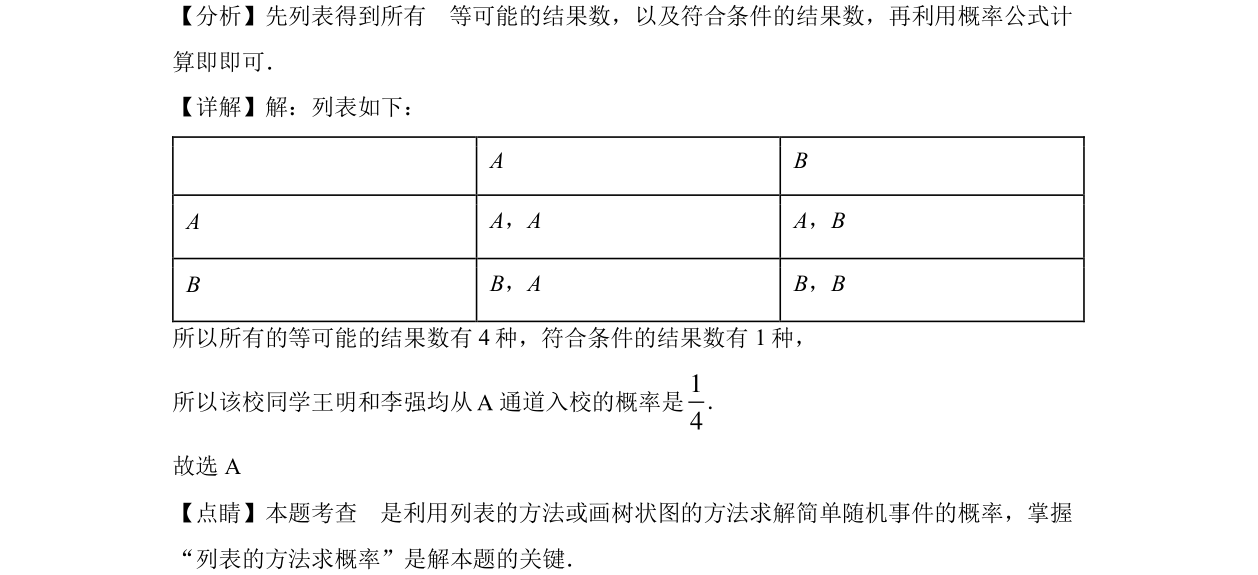 【分析】先列表得到所有　等可能的结果数，以及符合条件的结果数，再利用概率公式计
算即即可．
【详解】解：列表如下：
A B
A A，A A，B
B B，A B，B
所以所有的等可能的结果数有 4 种，符合条件的结果数有 1 种，
所以该校同学王明和李强均从 A 通道入校的概率是 1/4．
故选 A
【点睛】本题考查　是利用列表的方法或画树状图的方法求解简单随机事件的概率，掌握
“列表的方法求概率”是解本题的关键．